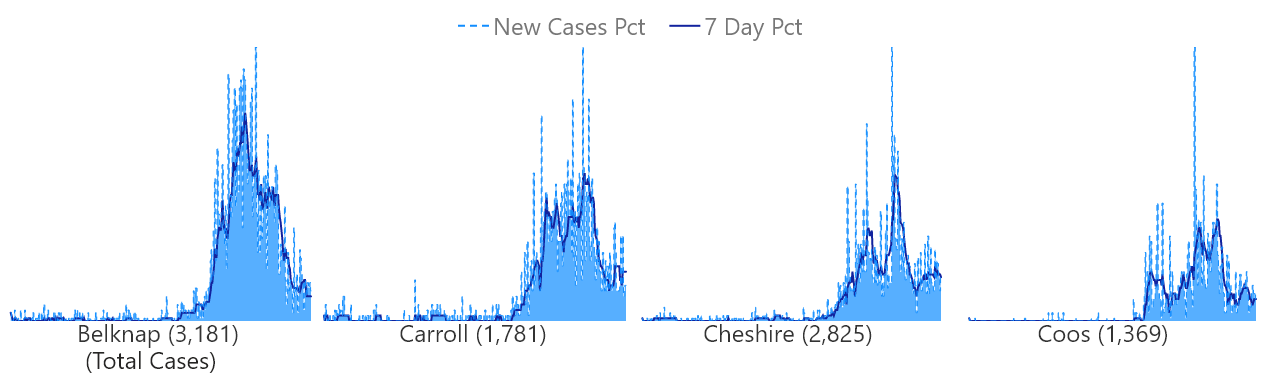 New Cases Pct 7 Day Pct
Belknap (3,181) Carroll (1,781) Cheshire (2,825) Coos (1,369)
(Total Cases)